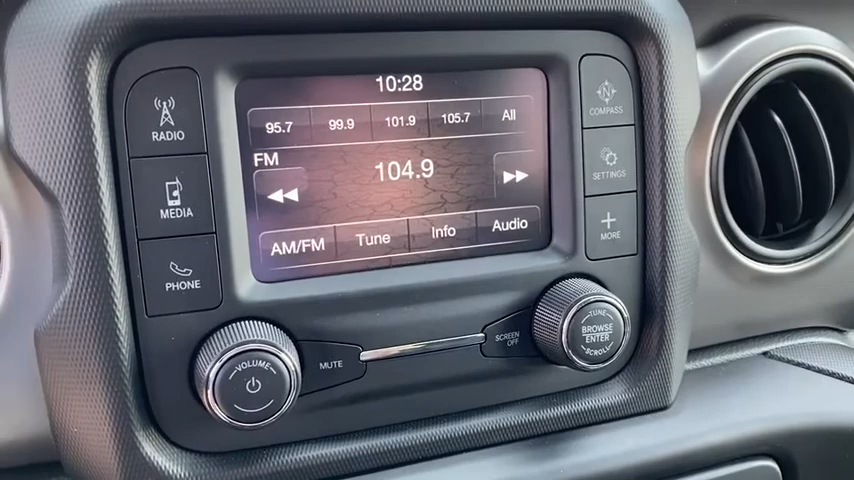 10:28
RADIO
MEDIA
PHONE
95.7 99.9 101.9 105.7 All
FM
104.9
AM/FM Tune Info Audio
N
COMPASS
SETTINGS
+
MORE
VOLUME
MUTE
SCREEN
OFF
TUNE
BROWSE
ENTER
SCROLL